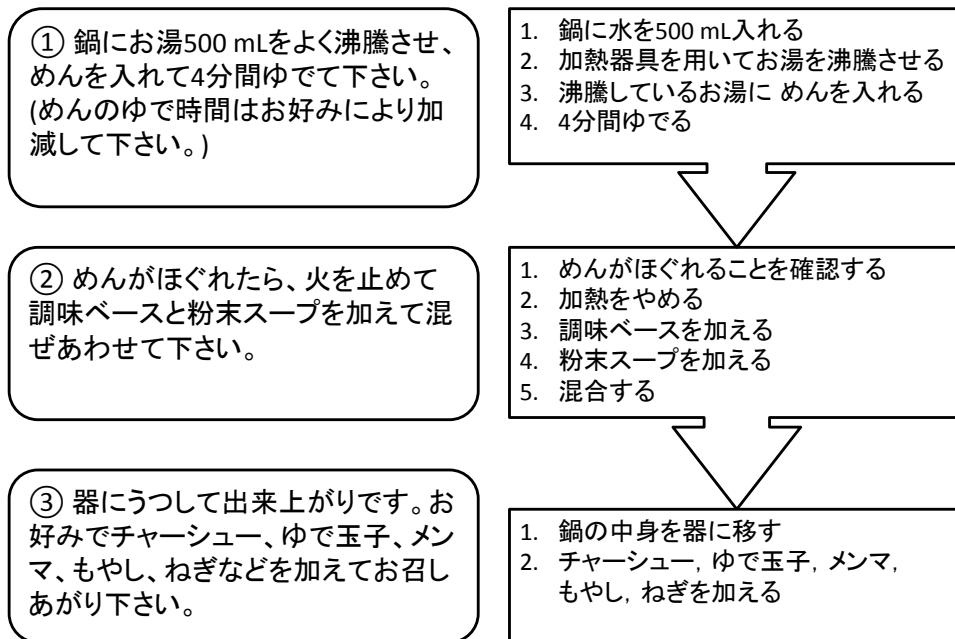 ① 鍋にお湯500 mLをよく沸騰させ、
めんを入れて4分間ゆでて下さい。
(めんのゆで時間はお好みにより加
減して下さい。)
1. 鍋に水を500 mL入れる
2. 加熱器具を用いてお湯を沸騰させる
3. 沸騰しているお湯に めんを入れる
4. 4分間ゆでる
② めんがほぐれたら、火を止めて
調味ベースと粉末スープを加えて混
ぜあわせて下さい。
1. めんがほぐれることを確認する
2. 加熱をやめる
3. 調味ベースを加える
4. 粉末スープを加える
5. 混合する
③ 器にうつして出来上がりです。お
好みでチャーシュー、ゆで玉子、メン
マ、もやし、ねぎなどを加えてお召し
あがり下さい。
1. 鍋の中身を器に移す
2. チャーシュー, ゆで玉子, メンマ,
もやし, ねぎを加える